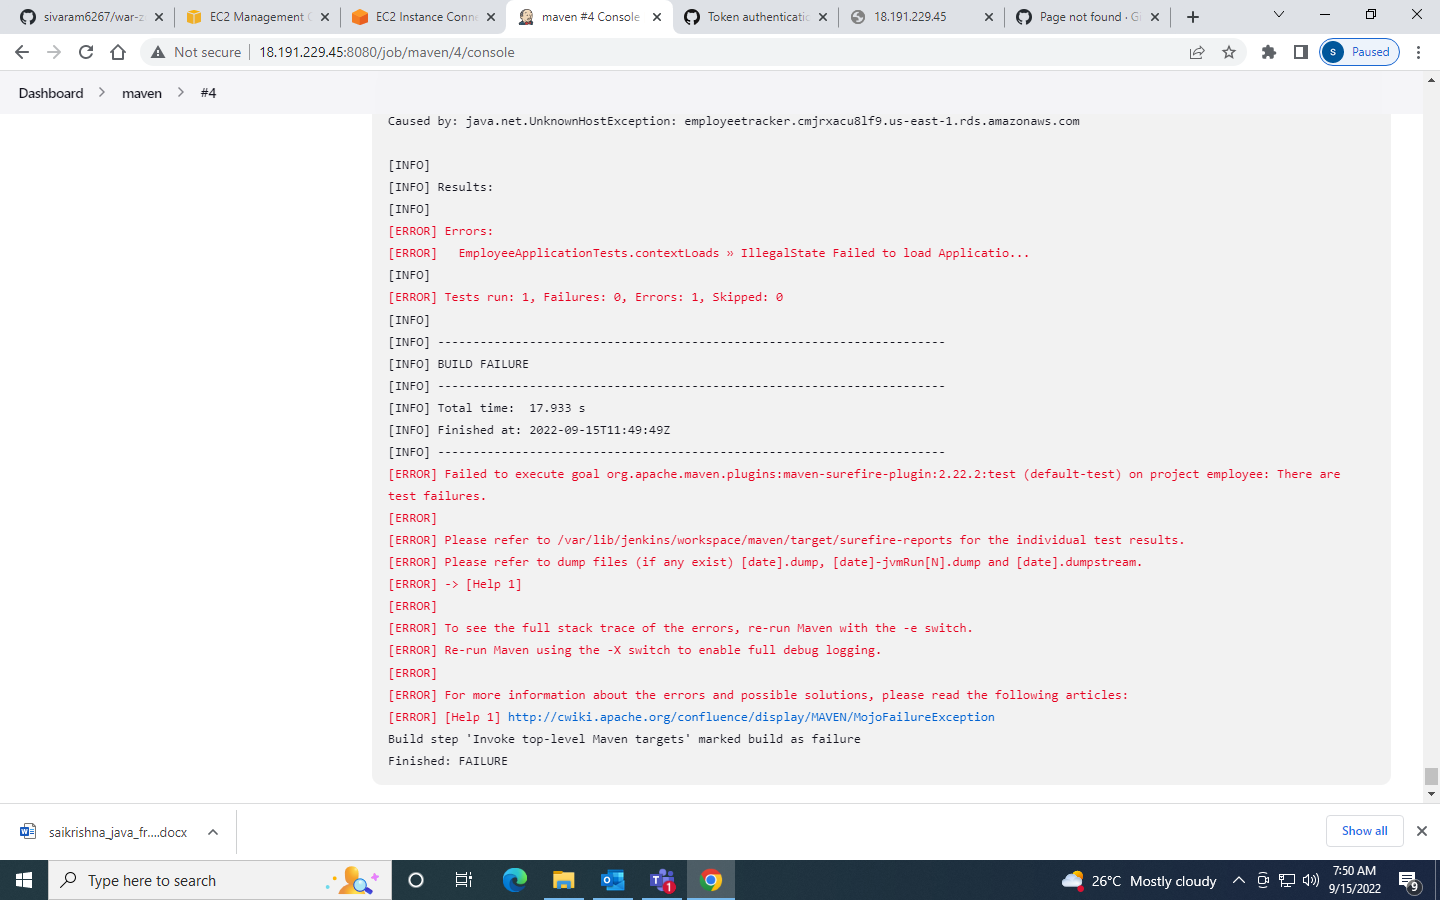 sivaram6267/war-z
EC2 Management C
EC2 Instance Conne
maven #4 Console
Token authenticatio
18.191.229.45
Page not found · Gi
Not secure
18.191.229.45:8080/job/maven/4/console
s
Paused
Dashboard
maven
#4
Caused by: java.net.UnknownHostException: employeetracker.cmjrxacu8lf9.us-east-1.rds.amazonaws.com
[INFO]
[INFO] Results:
[INFO]
[ERROR] Errors:
[ERROR]   EmployeeApplicationTests.contextLoads » IllegalState Failed to load Applicatio...
[INFO]
[ERROR] Tests run: 1, Failures: 0, Errors: 1, Skipped: 0
[INFO]
[INFO] ------------------------------------------------------------------------
[INFO] BUILD FAILURE
[INFO] ------------------------------------------------------------------------
[INFO] Total time:  17.933 s
[INFO] Finished at: 2022-09-15T11:49:49Z
[INFO] ------------------------------------------------------------------------
[ERROR] Failed to execute goal org.apache.maven.plugins:maven-surefire-plugin:2.22.2:test (default-test) on project employee: There are
test failures.
[ERROR]
[ERROR] Please refer to /var/lib/jenkins/workspace/maven/target/surefire-reports for the individual test results.
[ERROR] Please refer to dump files (if any exist) [date].dump, [date]-jvmRun[N].dump and [date].dumpstream.
[ERROR] -> [Help 1]
[ERROR]
[ERROR] To see the full stack trace of the errors, re-run Maven with the -e switch.
[ERROR] Re-run Maven using the -X switch to enable full debug logging.
[ERROR]
[ERROR] For more information about the errors and possible solutions, please read the following articles:
[ERROR] [Help 1] http://cwiki.apache.org/confluence/display/MAVEN/MojoFailureException
Build step 'Invoke top-level Maven targets' marked build as failure
Finished: FAILURE
saikrishna_java_fr....docx
Show all
Type here to search
1
26°C Mostly cloudy
7:50 AM
9/15/2022
9